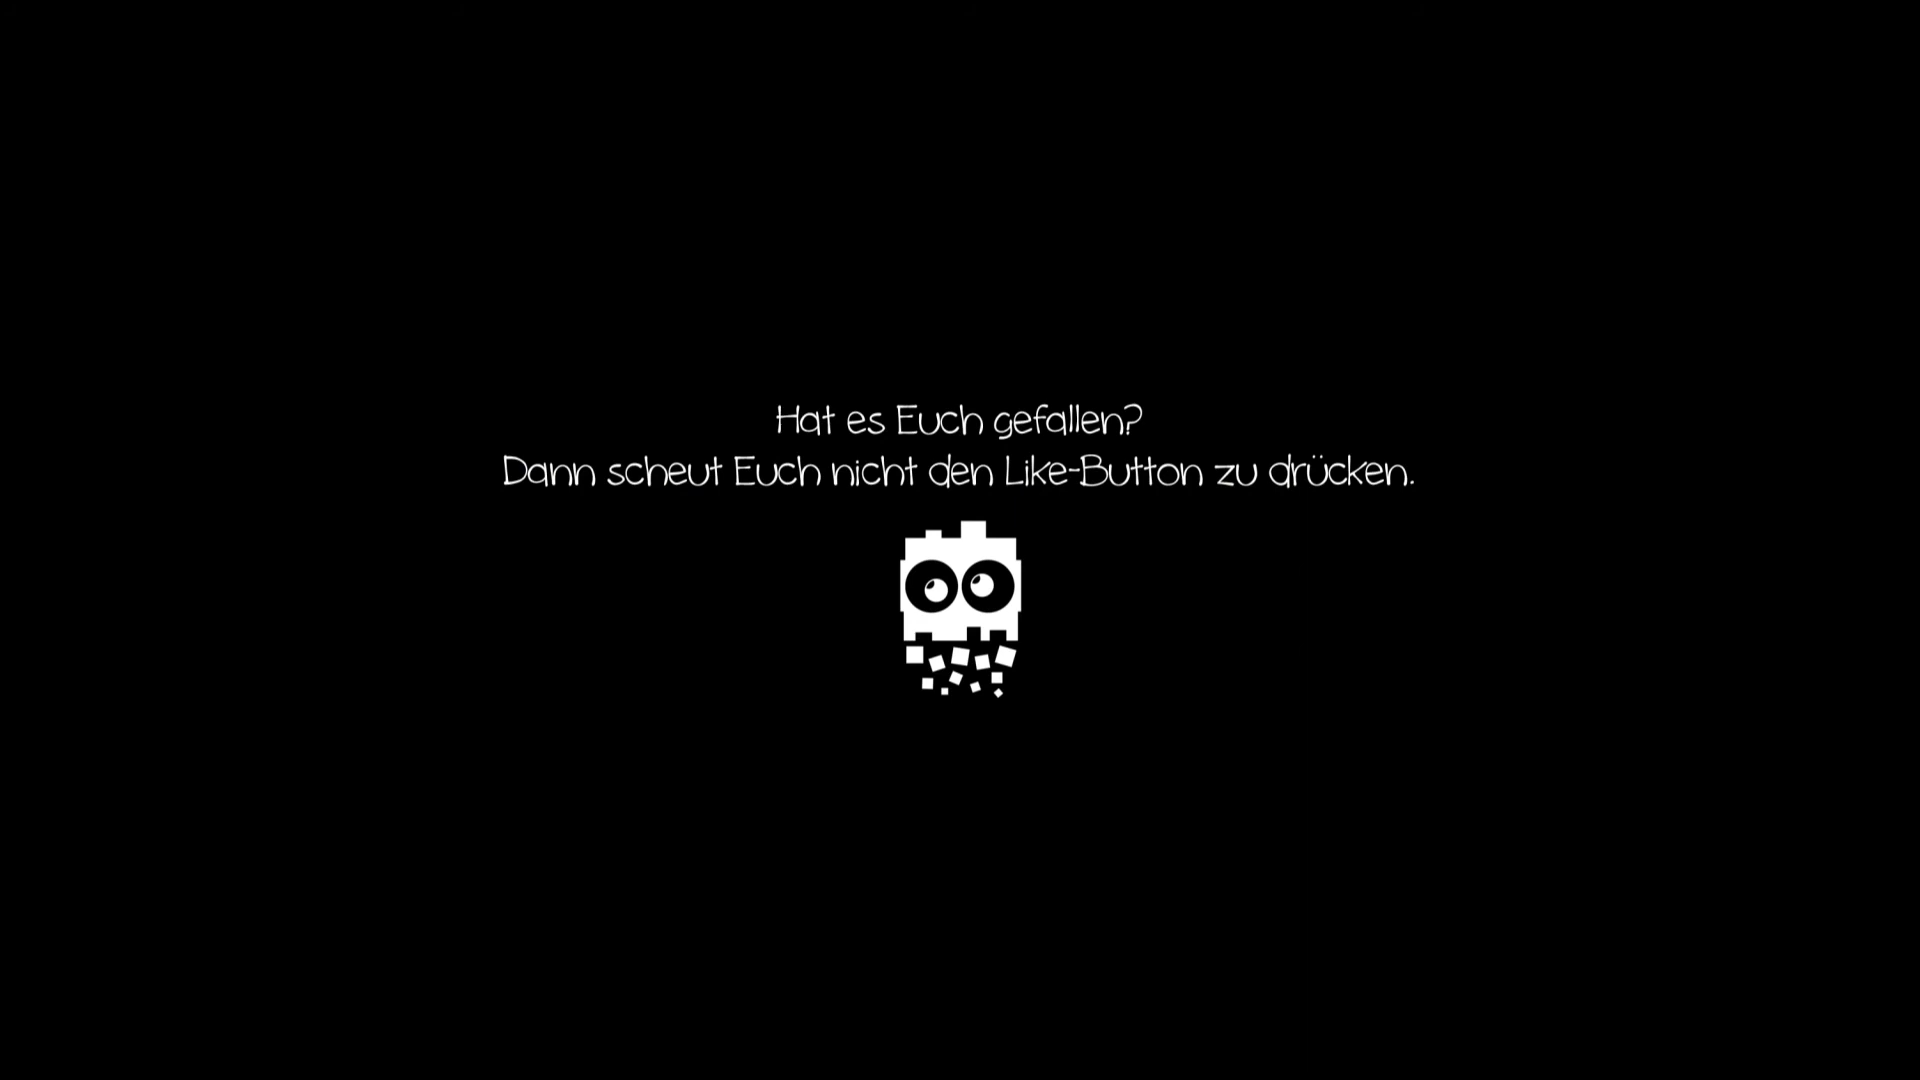 Hat es Euch gefallen?
Dann scheut Euch nicht den Like-Button zu drücken.